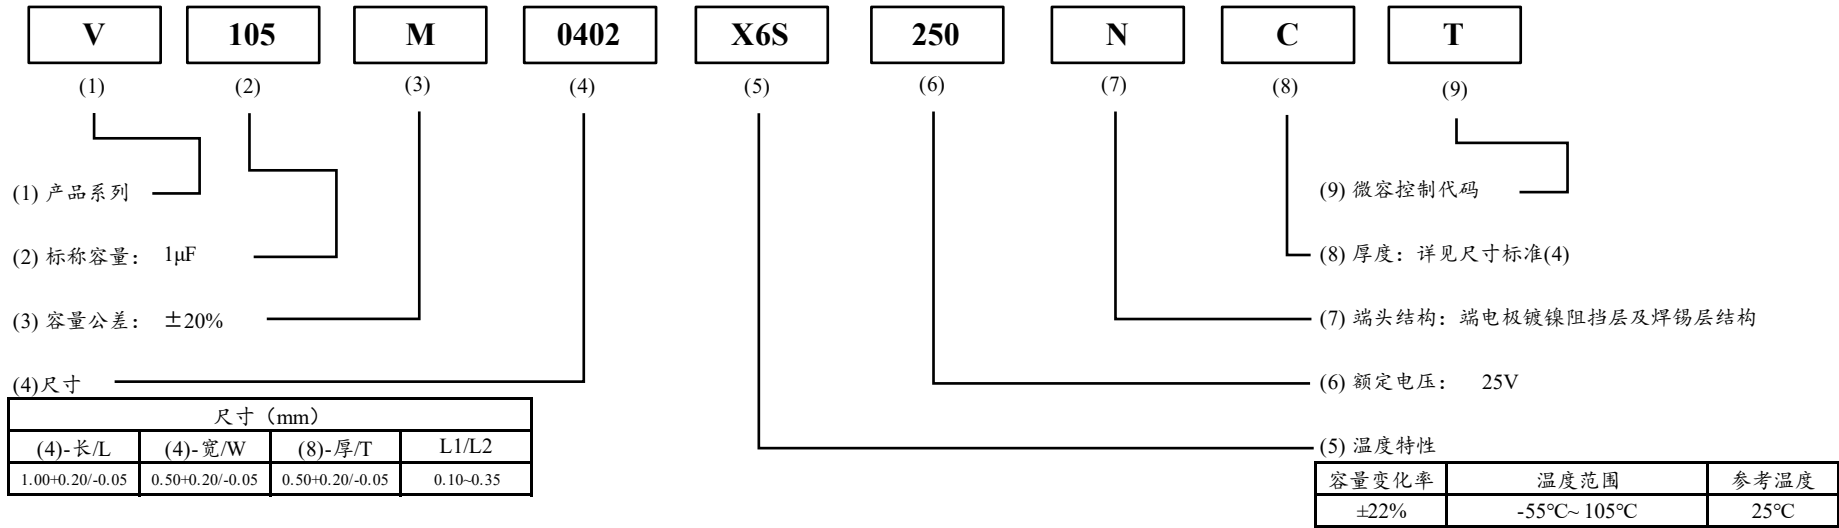 V 105 M 0402 X6S 250 N C T
(1) (2) (3) (4) (5) (6) (7) (8) (9)
(1) 产品系列
(9) 微容控制代码
(2) 标称容量: 1μF
(8) 厚度: 详见尺寸标准(4)
(3) 容量公差: ±20%
(7) 端头结构: 端电极镀镍阻挡层及焊锡层结构
(4)尺寸
(6) 额定电压: 25V
尺寸（mm）
(4)-长/L (4)-宽/W (8)-厚/T L1/L2
1.00+0.20/-0.05 0.50+0.20/-0.05 0.50+0.20/-0.05 0.10~0.35
(5) 温度特性
容量变化率 温度范围 参考温度
±22% -55℃~ 105℃ 25℃